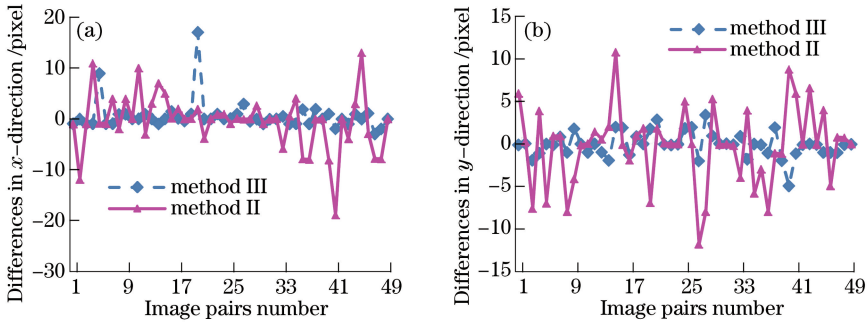 (a)
Differences in x-direction /pixel
20
10
0
−10
−20
−30
method III
method II
1 9 17 25 33 41 49
Image pairs number
(b)
Differences in y-direction /pixel
15
10
5
0
−5
−10
−15
method III
method II
1 9 17 25 33 41 49
Image pairs number